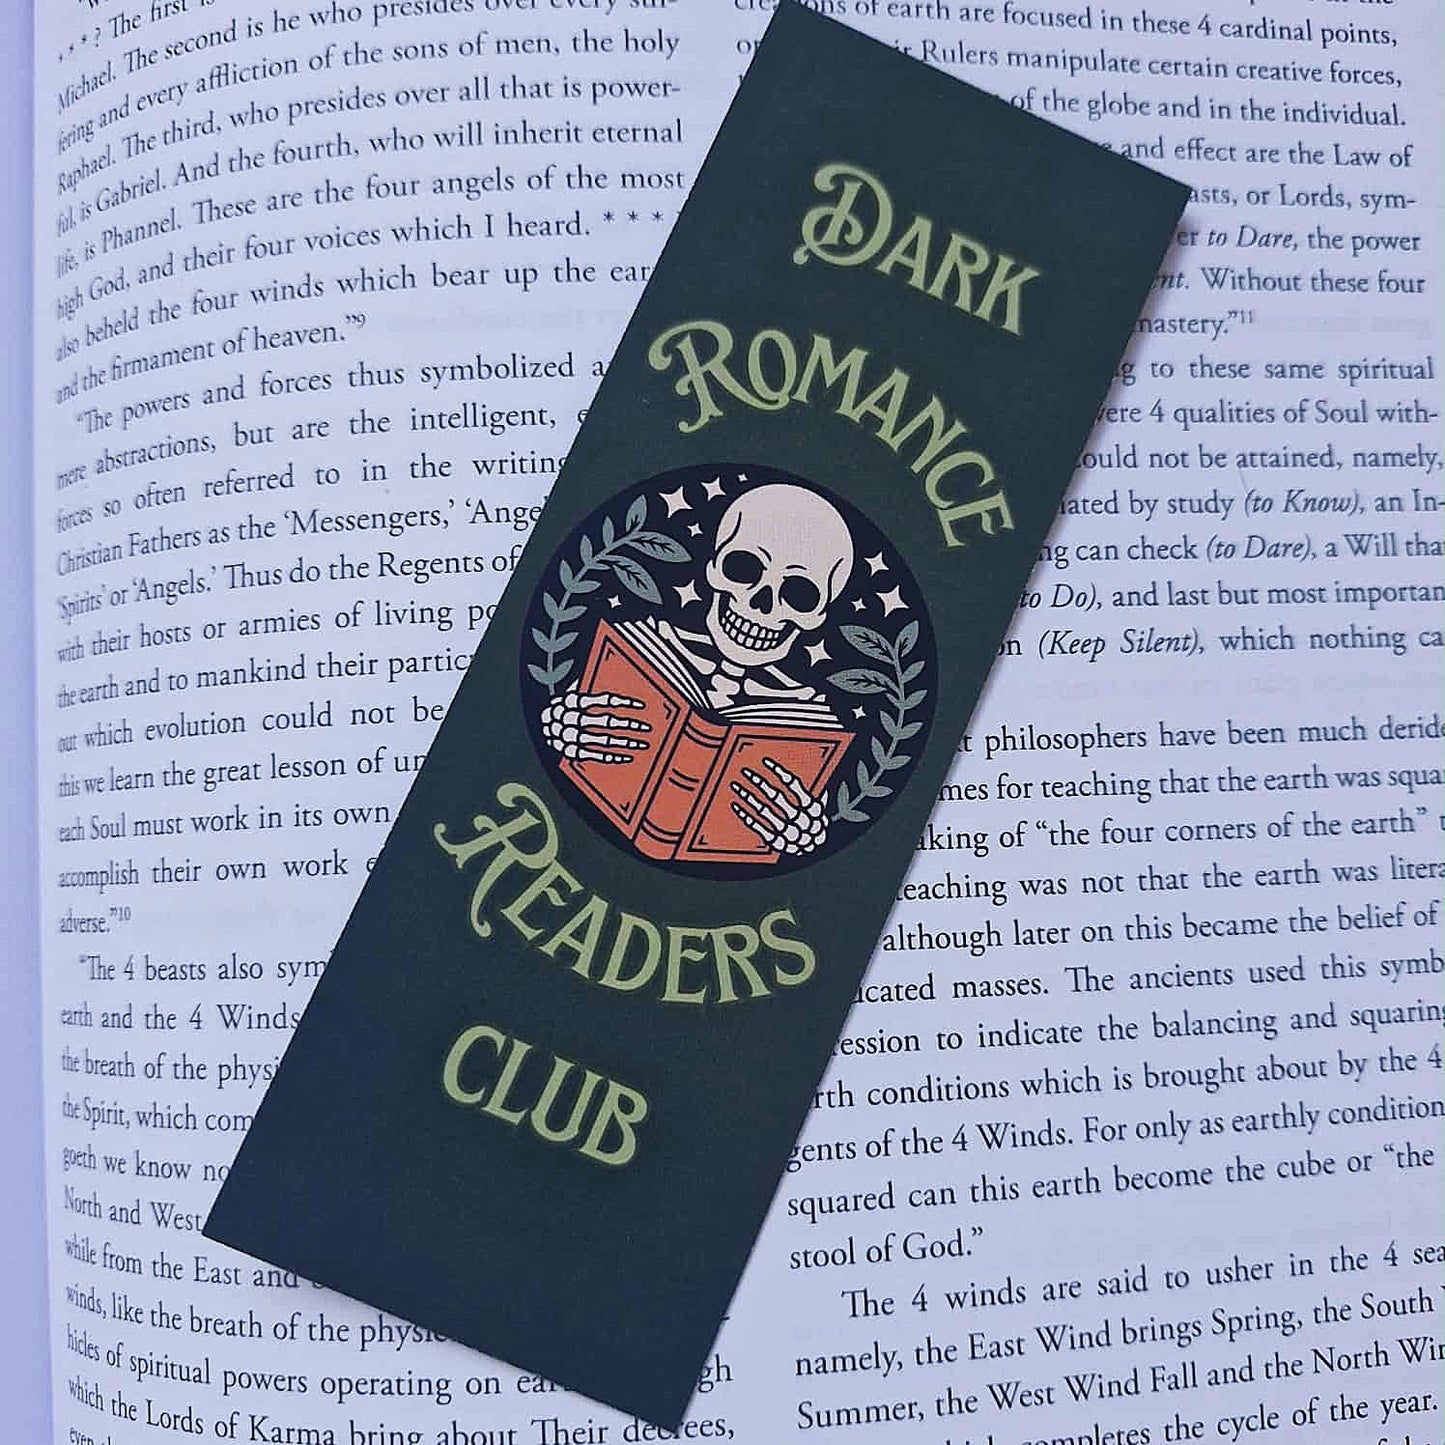 * * * ? The first is
Michael. The second is he who presides over every suf-
fering and every affliction of the sons of men, the holy
Raphael. The third, who presides over all that is power-
ful, is Gabriel. And the fourth, who will inherit eternal
life, is Phannel. These are the four angels of the most
high God, and their four voices which I heard. * * *
also beheld the four winds which bear up the ear
and the firmament of heaven.”9
“The powers and forces thus symbolized a
mere abstractions, but are the intelligent,
forces so often referred to in the writing
Christian Fathers as the ‘Messengers,’ ‘Ange
Spirits’ or ‘Angels.’ Thus do the Regents of
with their hosts or armies of living po
the earth and to mankind their partic
out which evolution could not be
this we learn the great lesson of un
each Soul must work in its own
accomplish their own work
adverse.”10
“The 4 beasts also sym
earth and the 4 Winds
the breath of the physi
the Spirit, which com
goeth we know no
North and West
while from the East and
winds, like the breath of the physic
hicles of spiritual powers operating on ear
which the Lords of Karma bring about Their decrees,
DARK
ROMANCE
READERS
CLUB
of earth are focused in these 4 cardinal points,
Rulers manipulate certain creative forces,
of the globe and in the individual.
and effect are the Law of
asts, or Lords, sym-
er to Dare, the power
nt. Without these four
mastery.”11
g to these same spiritual
ere 4 qualities of Soul with-
ould not be attained, namely,
iated by study (to Know), an In-
ng can check (to Dare), a Will tha
to Do), and last but most importan
on (Keep Silent), which nothing ca
t philosophers have been much deride
mes for teaching that the earth was squa
aking of “the four corners of the earth” t
teaching was not that the earth was litera
although later on this became the belief of
icated masses. The ancients used this symb
ession to indicate the balancing and squaring
rth conditions which is brought about by the 4
gents of the 4 Winds. For only as earthly condition
squared can this earth become the cube or “the
stool of God.”
The 4 winds are said to usher in the 4 sea
namely, the East Wind brings Spring, the South
Summer, the West Wind Fall and the North Win
completes the cycle of the year.